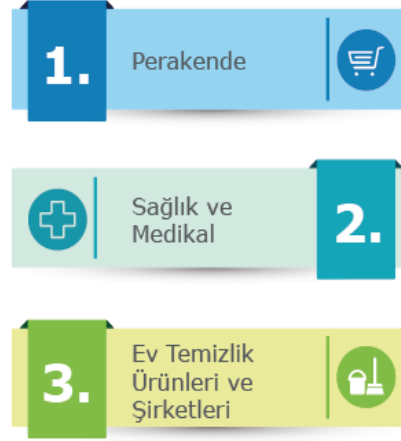 1.
Perakende
Sağlık ve
Medikal
2.
3.
Ev Temizlik
Ürünleri ve
Şirketleri